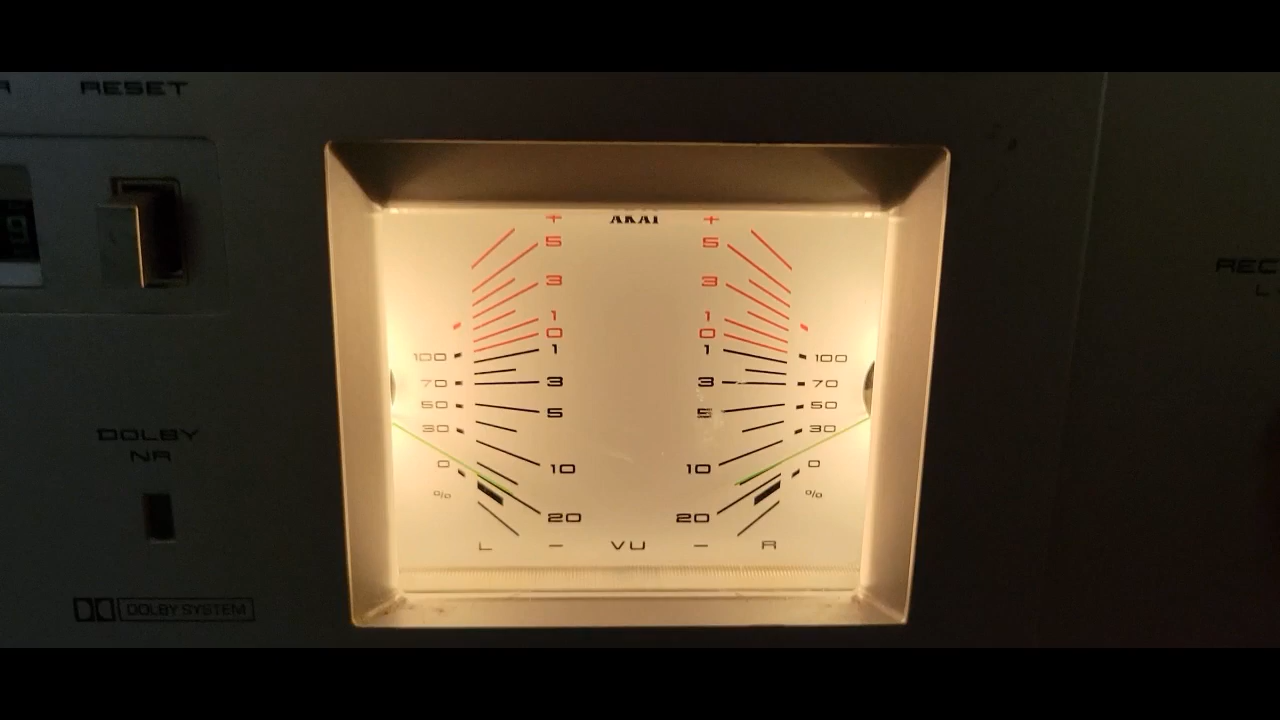 RESET
AKAI
+ +
5 5
3 3
1 1
0 0
100 1 1 100
70 3 3 70
50 5 5 50
30 30
0 10 10 0
% %
20 20
L - VU - R
DOLBY
NR
DOLBY SYSTEM
REC
L